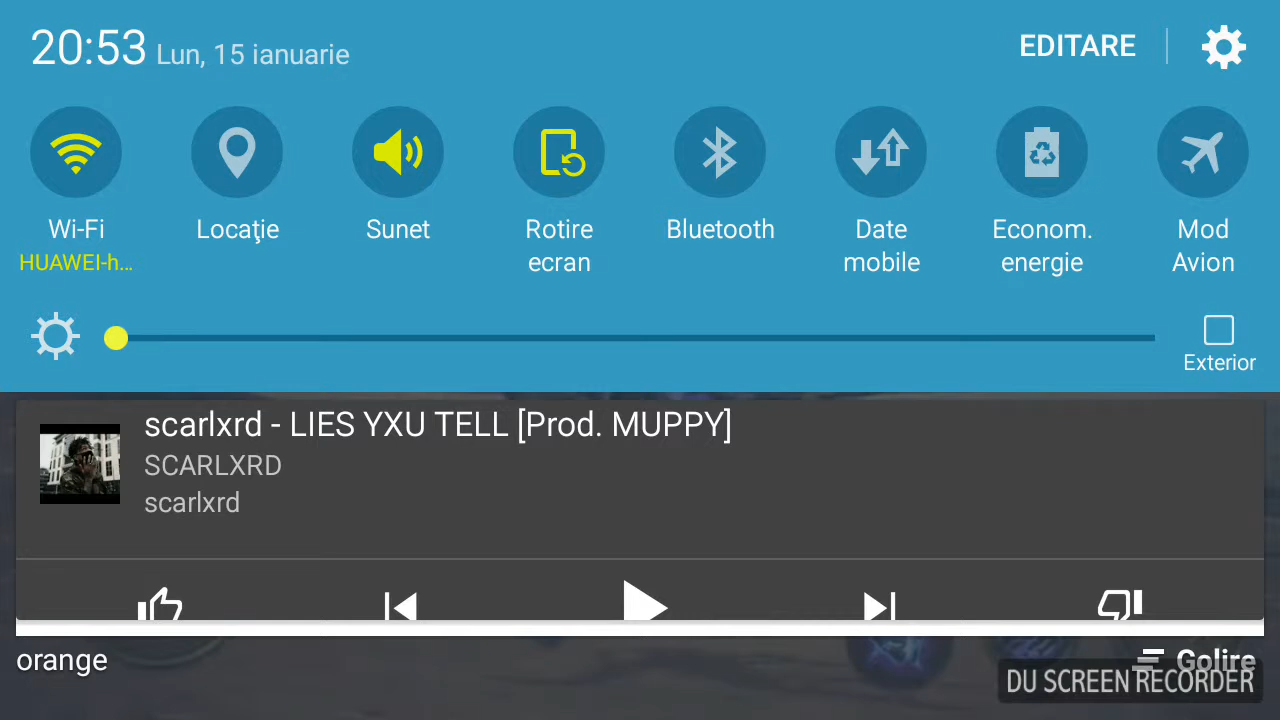 20:53 Lun, 15 ianuarie
EDITARE
Wi-Fi
HUAWEI-h...
Locaţie
Sunet
Rotire
ecran
Bluetooth
Date
mobile
Econom.
energie
Mod
Avion
Exterior
scarlxrd - LIES YXU TELL [Prod. MUPPY]
SCARLXRD
scarlxrd
orange
Golire
DU SCREEN RECORDER